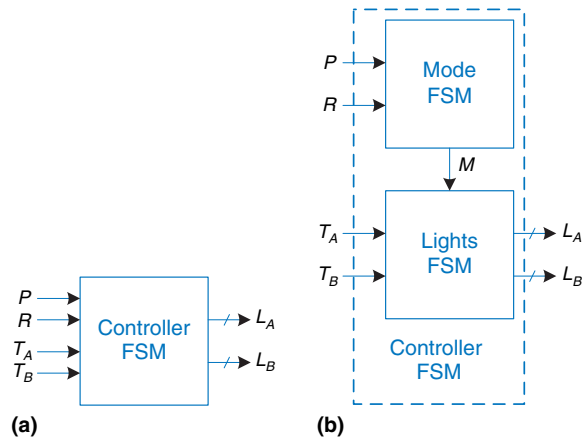 P
R
T_A
T_B
Controller
FSM
L_A
L_B
(a)
P
R
Mode
FSM
M
T_A
T_B
Lights
FSM
L_A
L_B
Controller
FSM
(b)